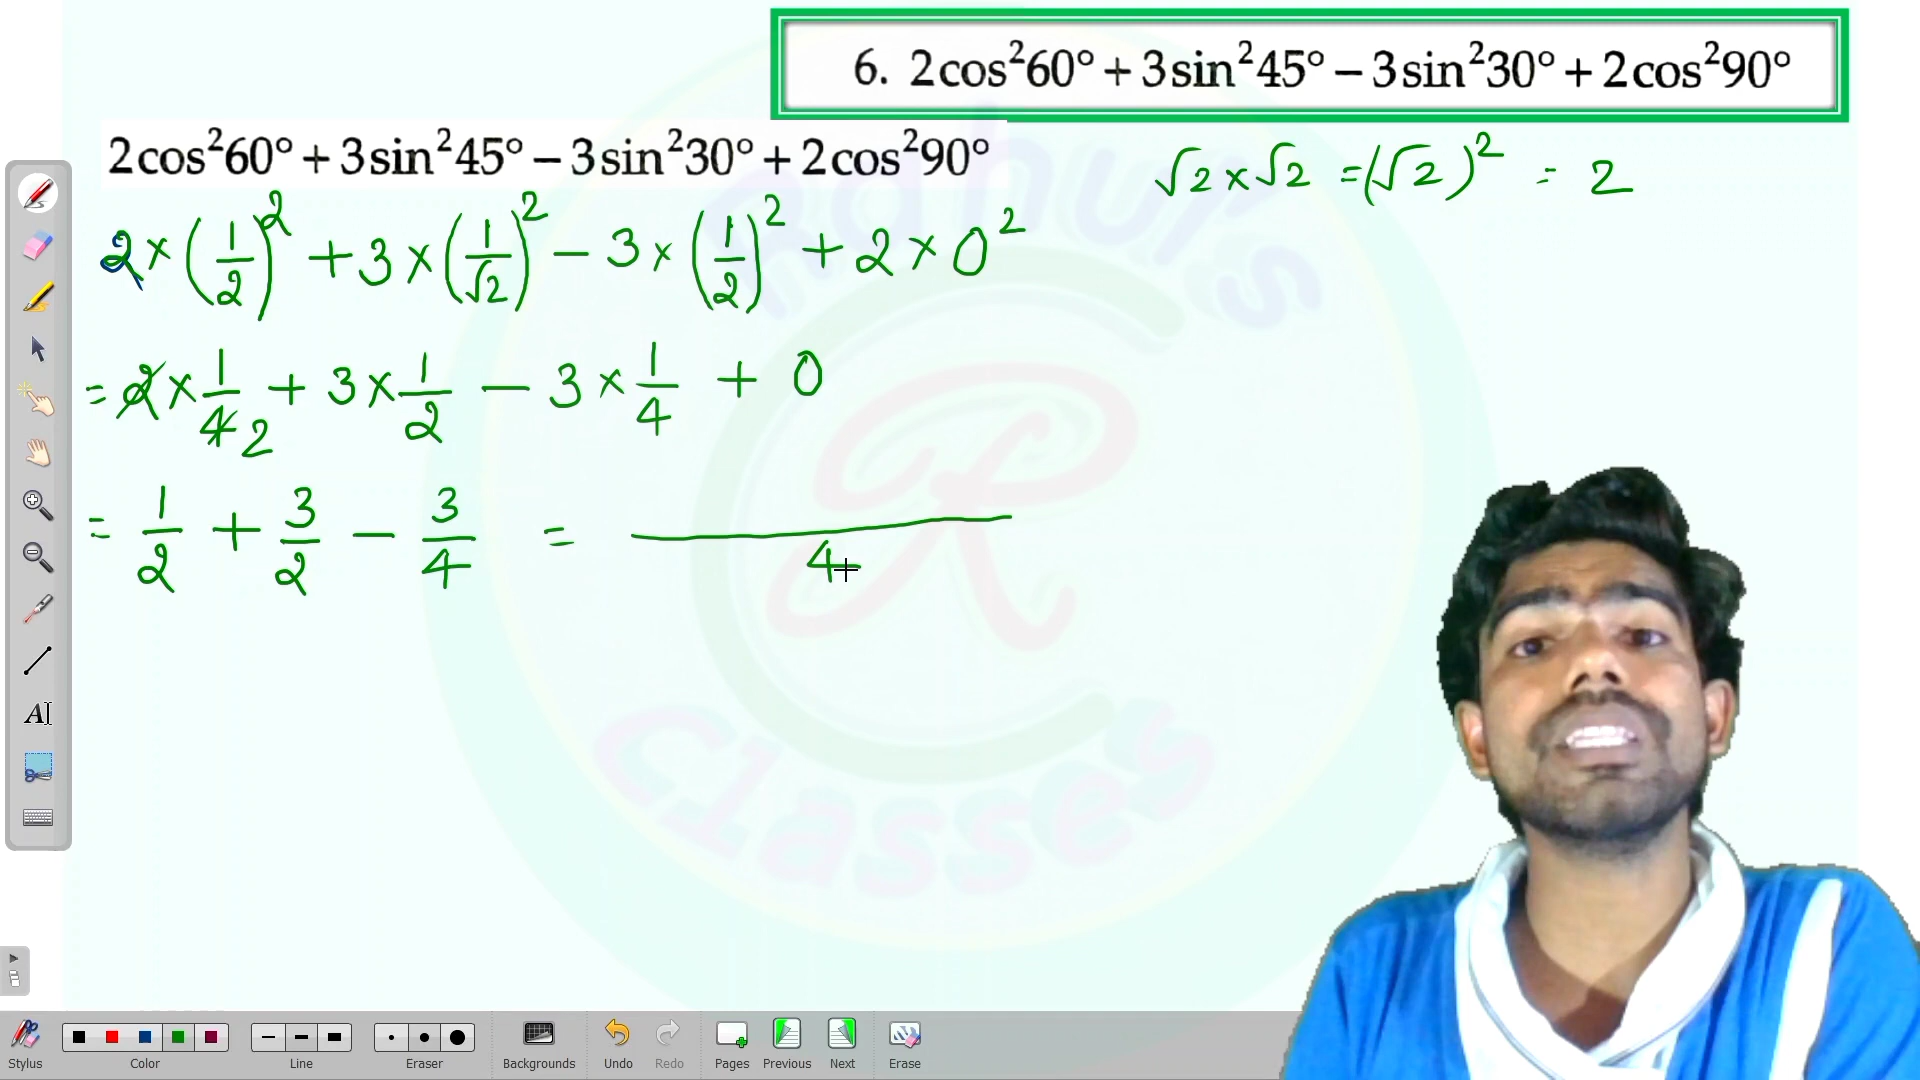 6. 2cos²60° + 3sin²45° − 3sin²30° + 2cos²90°
2cos²60° + 3sin²45° − 3sin²30° + 2cos²90°
√2 × √2 = (√2)² = 2
2 × (1/2)² + 3 × (1/√2)² − 3 × (1/2)² + 2 × 0²
= 2 × 1/4 2 + 3 × 1/2 − 3 × 1/4 + 0
= 1/2 + 3/2 − 3/4 = /4
Rahul's
R
Classes
A
Stylus
Color
Line
Eraser
Backgrounds
Undo
Redo
Pages
Previous
Next
Erase